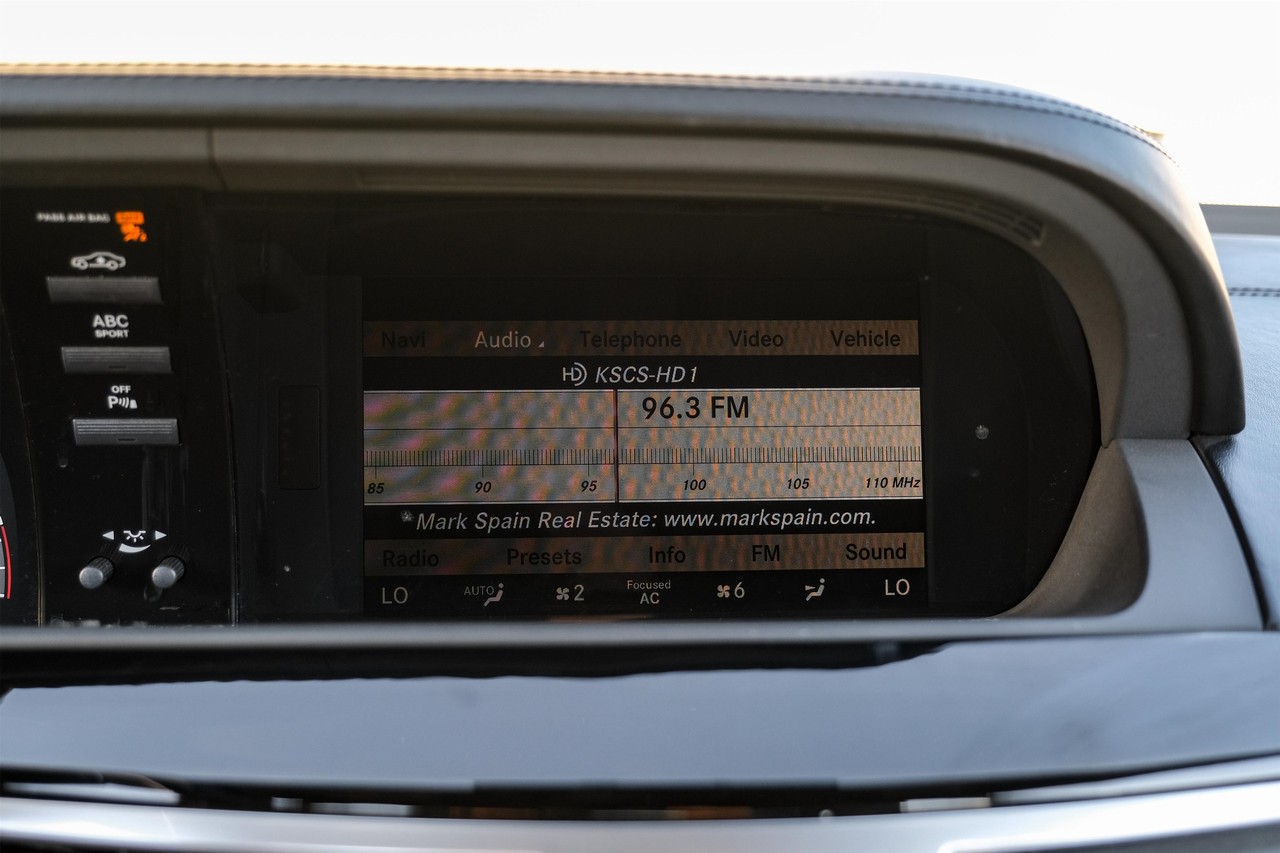 PASS AIR BAG
ABC
SPORT
OFF
P
Navi Audio Telephone Video Vehicle
HD KSCS-HD1
96.3 FM
85 90 95 100 105 110 MHz
*Mark Spain Real Estate: www.markspain.com.
Radio Presets Info FM Sound
LO AUTO 2 Focused AC 6 LO